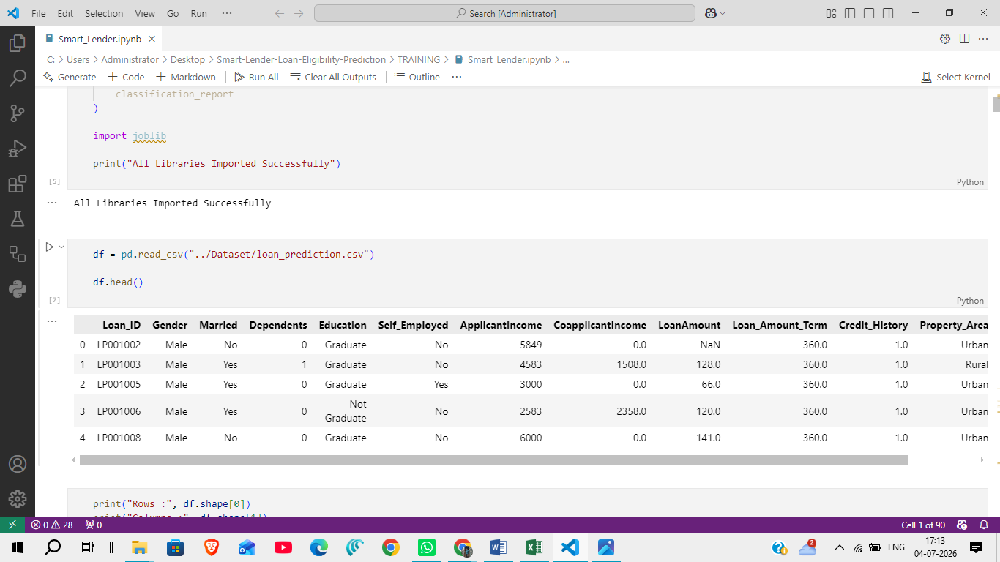 File Edit Selection View Go Run ··· Search [Administrator]
Smart_Lender.ipynb
C: > Users > Administrator > Desktop > Smart-Lender-Loan-Eligibility-Prediction > TRAINING > Smart_Lender.ipynb > ...
Generate + Code + Markdown Run All Clear All Outputs Outline ··· Select Kernel
classification_report
)
import joblib
print("All Libraries Imported Successfully")
[5] Python
··· All Libraries Imported Successfully
df = pd.read_csv("../Dataset/loan_prediction.csv")
df.head()
[7] Python
···
Loan_ID Gender Married Dependents Education Self_Employed ApplicantIncome CoapplicantIncome LoanAmount Loan_Amount_Term Credit_History Property_Area
0 LP001002 Male No 0 Graduate No 5849 0.0 NaN 360.0 1.0 Urban
1 LP001003 Male Yes 1 Graduate No 4583 1508.0 128.0 360.0 1.0 Rural
2 LP001005 Male Yes 0 Graduate Yes 3000 0.0 66.0 360.0 1.0 Urban
3 LP001006 Male Yes 0 Not Graduate No 2583 2358.0 120.0 360.0 1.0 Urban
4 LP001008 Male No 0 Graduate No 6000 0.0 141.0 360.0 1.0 Urban
print("Rows :", df.shape[0])
print("Columns :", df.shape[1])
0 28 0 Cell 1 of 90
2 ENG 17:13
04-07-2026